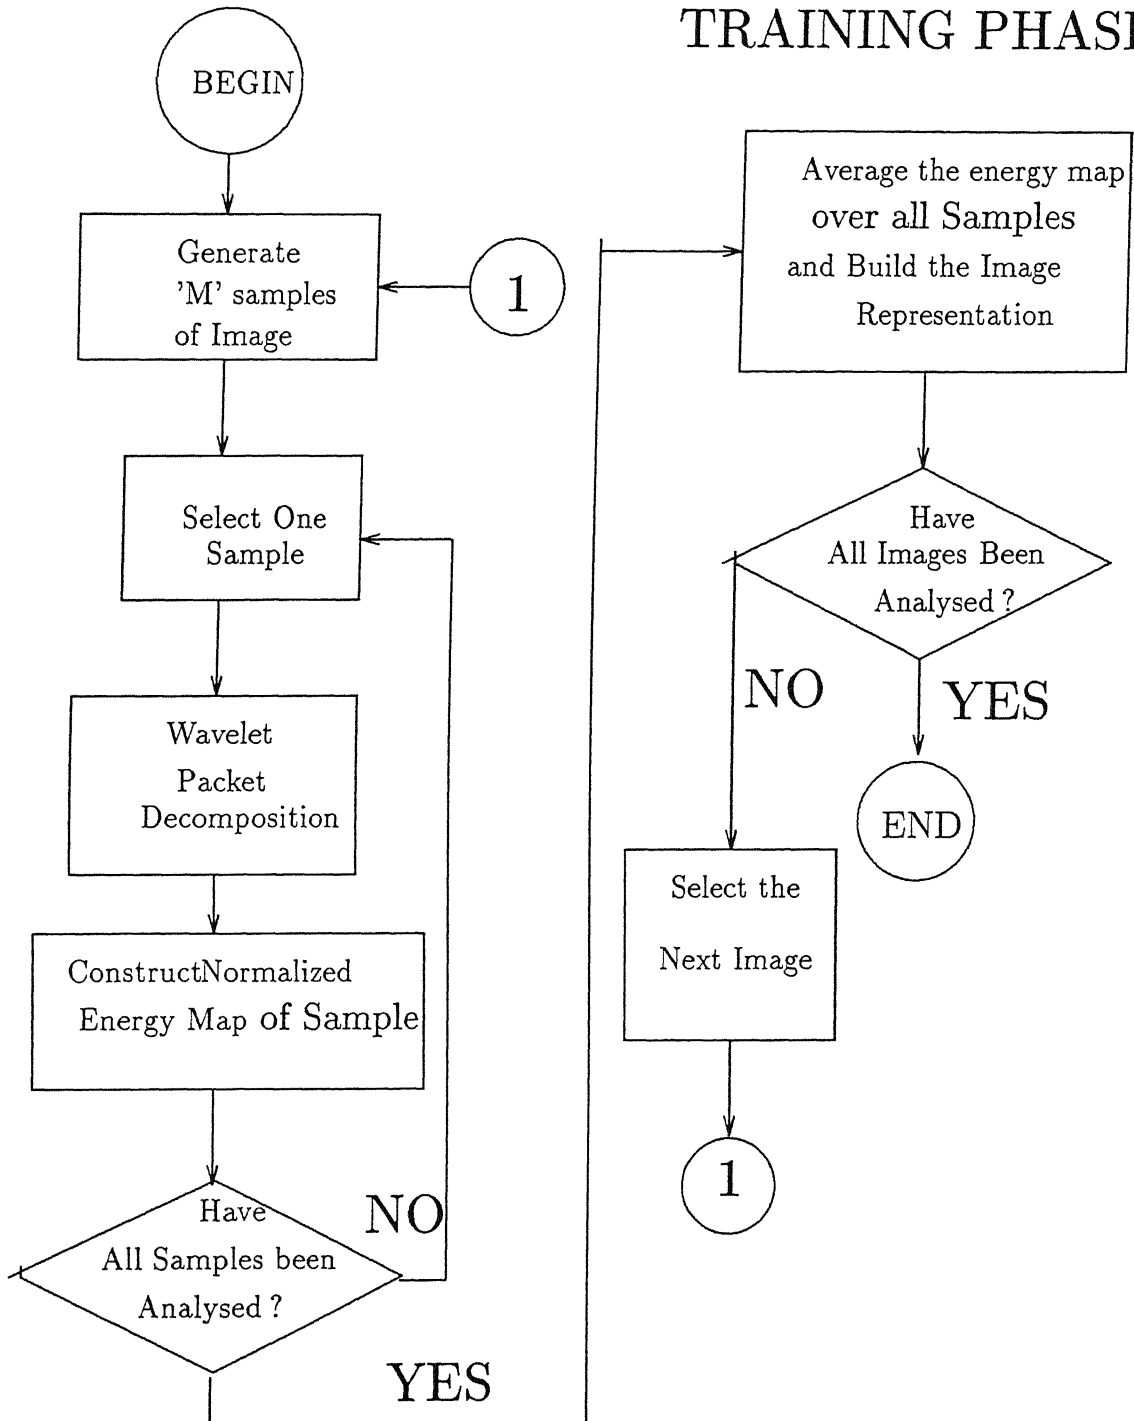 TRAINING PHASE
BEGIN
Generate
'M' samples
of Image
1
Select One
Sample
Wavelet
Packet
Decomposition
ConstructNormalized
Energy Map of Sample
Have
All Samples been
Analysed ?
NO
YES
Average the energy map
over all Samples
and Build the Image
Representation
Have
All Images Been
Analysed ?
NO
YES
END
Select the
Next Image
1